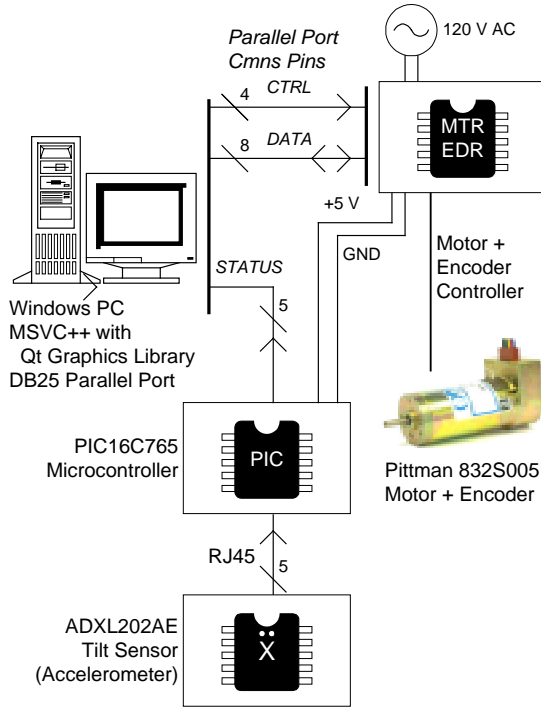 120 V AC
Parallel Port
Cmns Pins
CTRL
4
MTR
EDR
DATA
8
+5 V
GND
Motor +
Encoder
Controller
STATUS
5
Windows PC
MSVC++ with
Qt Graphics Library
DB25 Parallel Port
PIC16C765
Microcontroller
PIC
Pittman 832S005
Motor + Encoder
RJ45
5
ADXL202AE
Tilt Sensor
(Accelerometer)
Ẍ